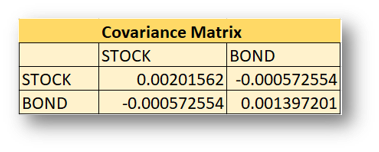 Covariance Matrix
STOCK BOND
STOCK 0.00201562 -0.000572554
BOND -0.000572554 0.001397201